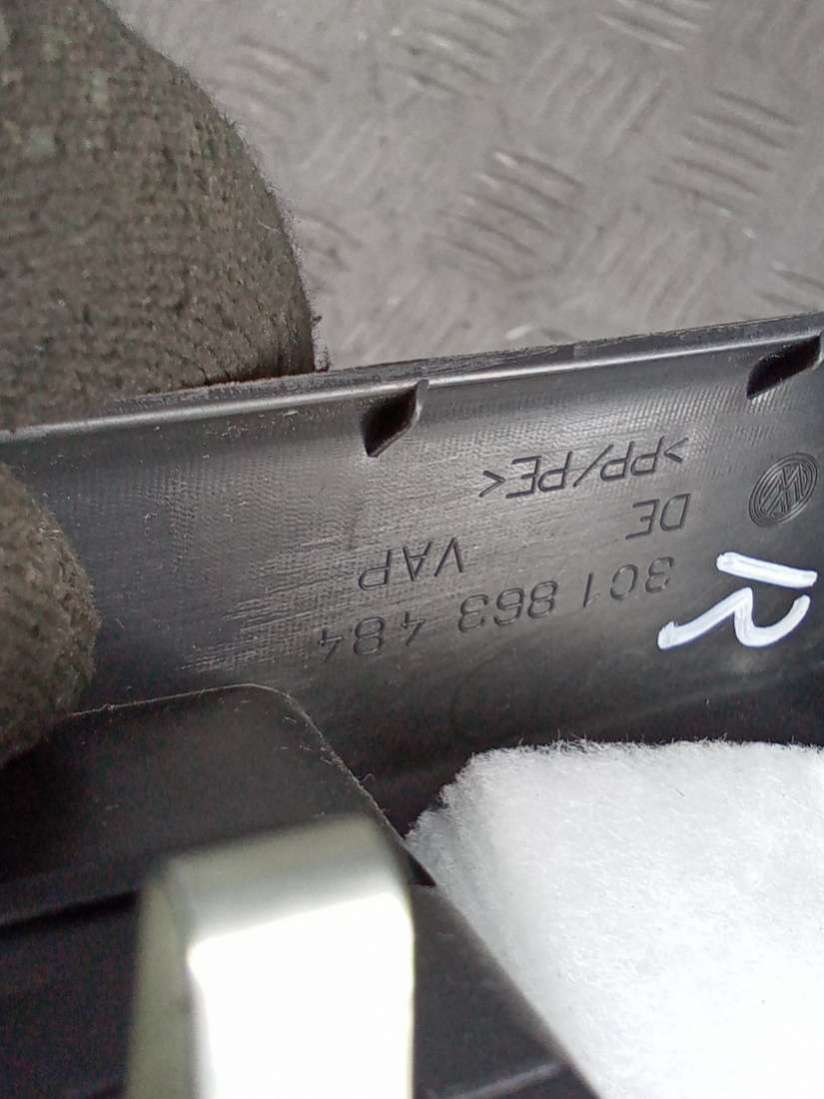 3C1 863 484
DE VAP
>PP/PE<
R